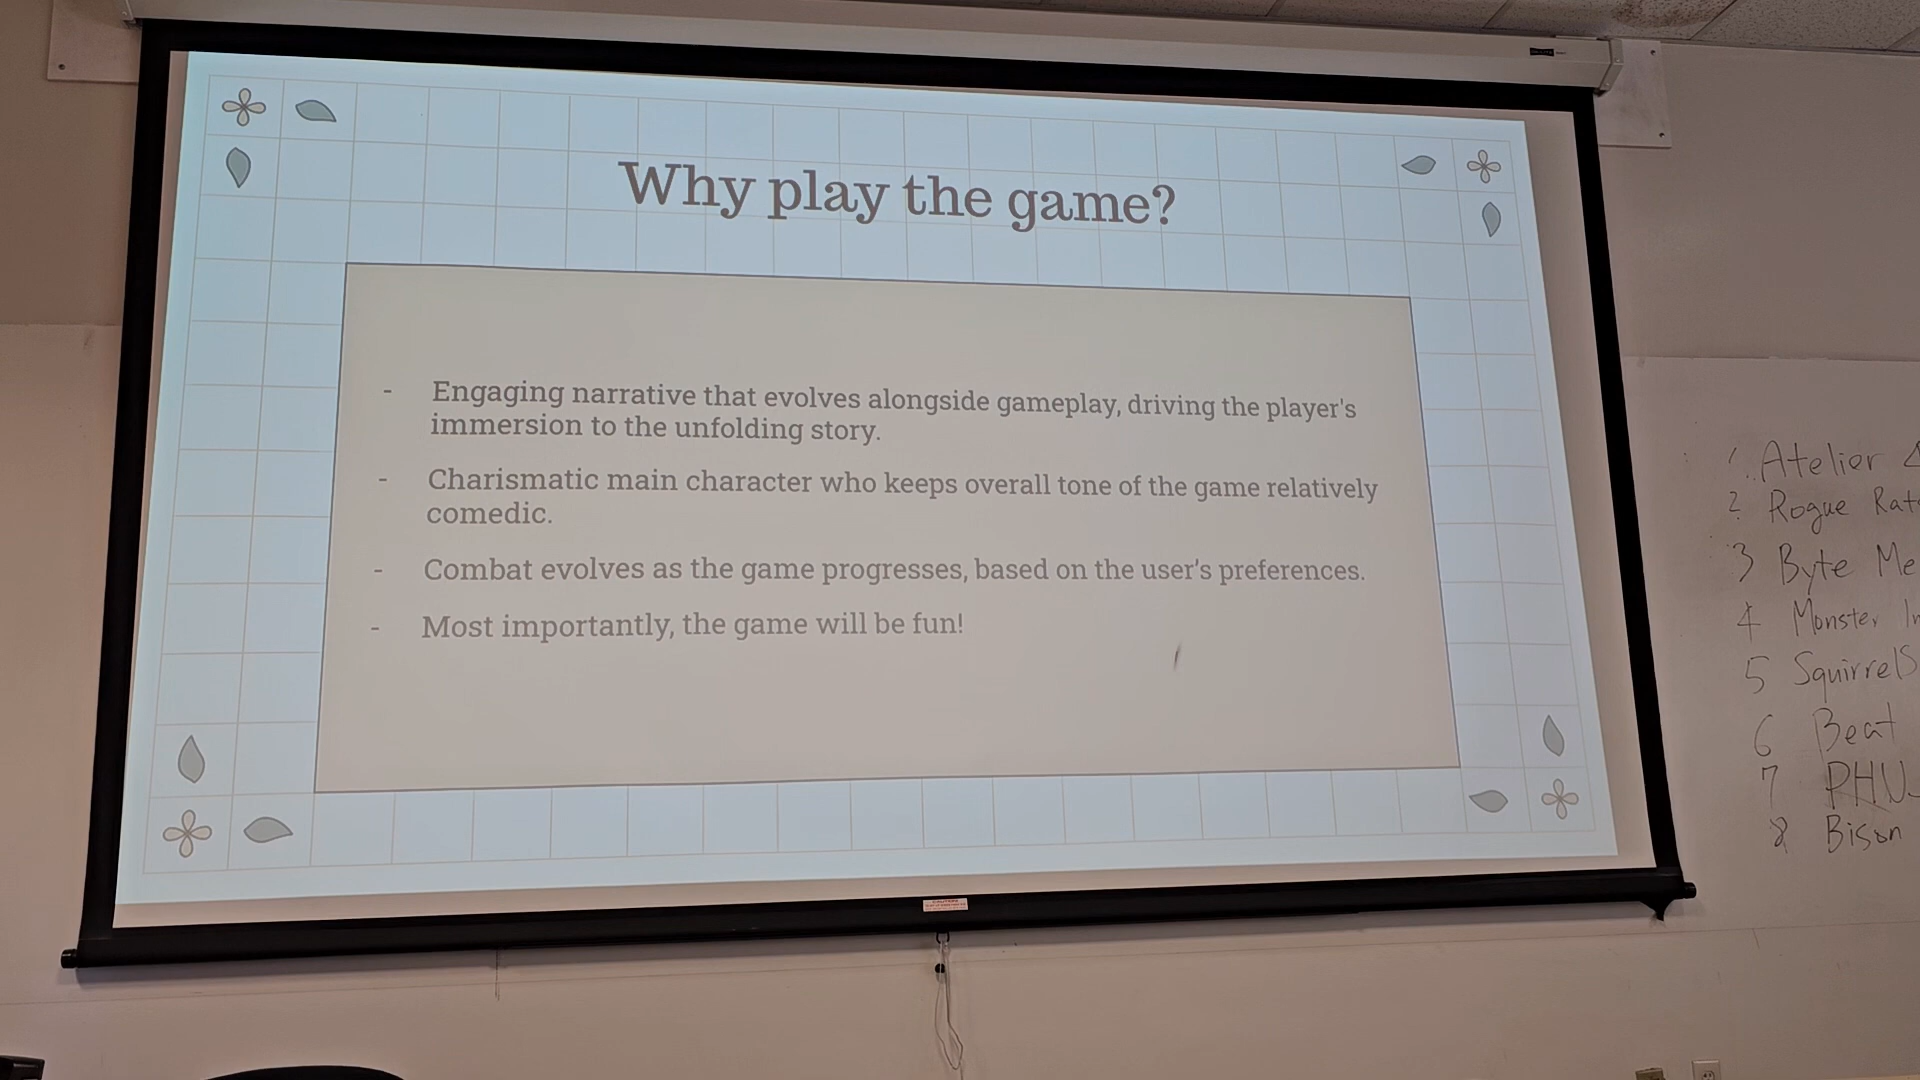 Why play the game?
- Engaging narrative that evolves alongside gameplay, driving the player's
immersion to the unfolding story.
- Charismatic main character who keeps overall tone of the game relatively
comedic.
- Combat evolves as the game progresses, based on the user's preferences.
- Most importantly, the game will be fun!
1. Atelier
2 Rogue
3 Byte Me
4 Monster
5 Squirrels
6 Beat
7 PHU
8 Bison